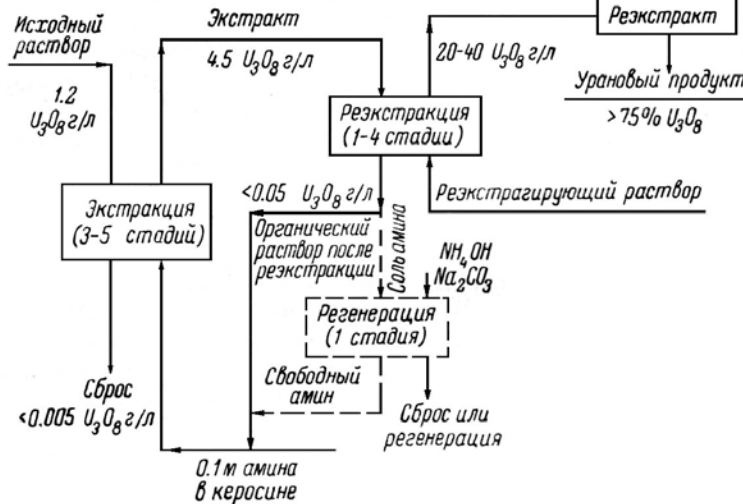 Исходный
раствор
1.2
U₃O₈ г/л
Экстракт
4.5 U₃O₈ г/л
20-40 U₃O₈ г/л
Реэкстракт
Урановый продукт
>75% U₃O₈
Реэкстракция
(1-4 стадии)
Экстракция
(3-5 стадий)
<0.05 U₃O₈ г/л
Реэкстрагирующий раствор
Органический
раствор после
реэкстракции
Соль амина
NH₄OH
Na₂CO₃
Регенерация
(1 стадия)
Сброс
<0.005 U₃O₈ г/л
Свободный
амин
Сброс или
регенерация
0.1м амина
в керосине